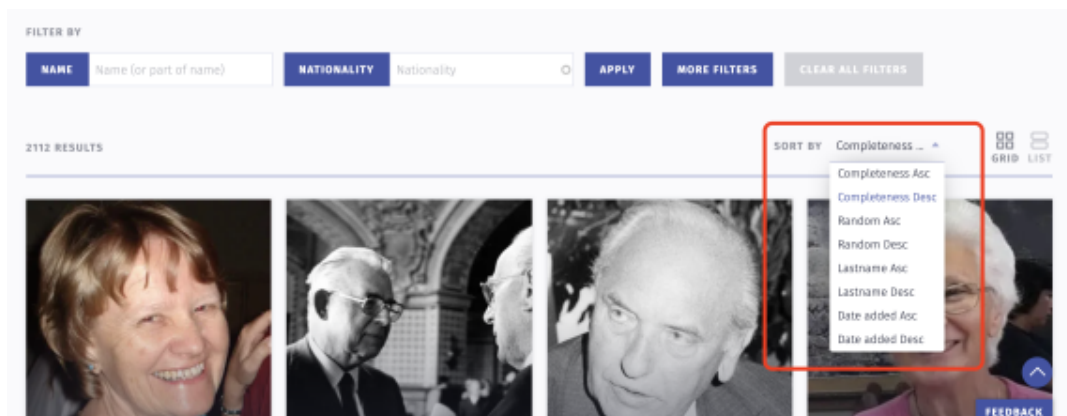 FILTER BY
NAME Name (or part of name) NATIONALITY Nationality APPLY MORE FILTERS CLEAR ALL FILTERS
2112 RESULTS SORT BY Completeness ... GRID LIST
Completeness Asc
Completeness Desc
Random Asc
Random Desc
Lastname Asc
Lastname Desc
Date added Asc
Date added Desc
FEEDBACK